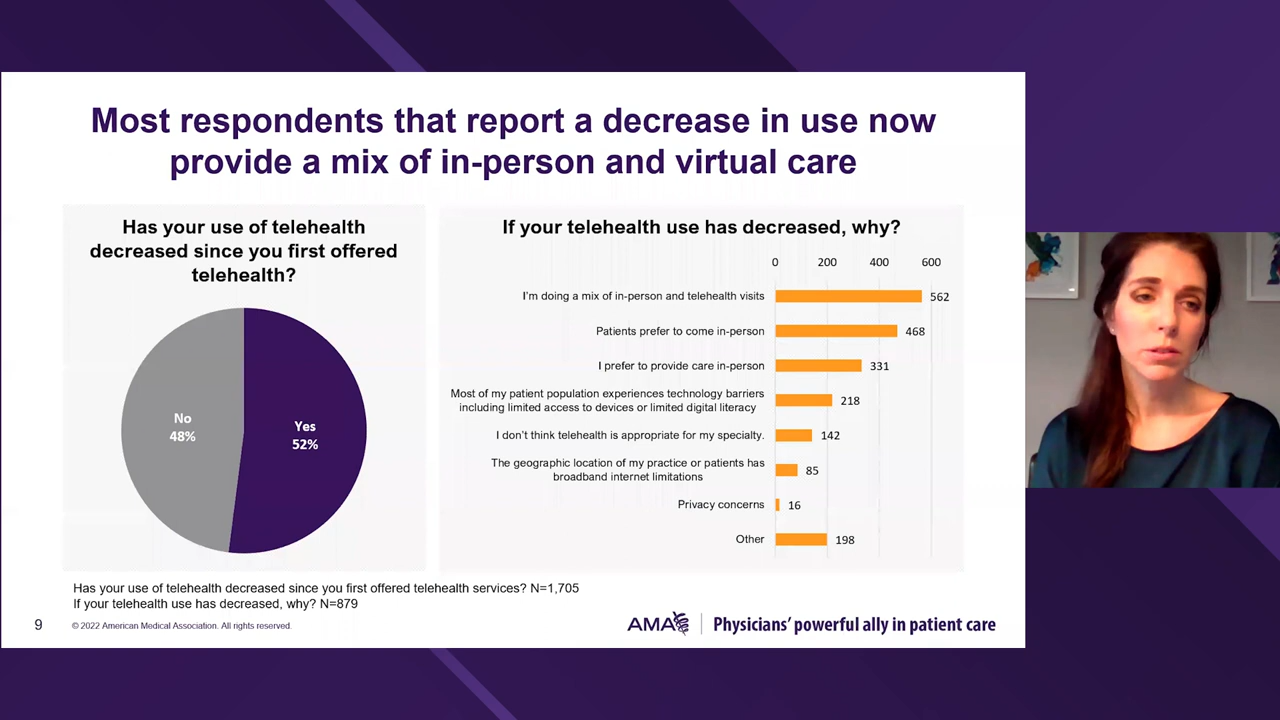 Most respondents that report a decrease in use now
provide a mix of in-person and virtual care
Has your use of telehealth
decreased since you first offered
telehealth?
No
48%
Yes
52%
If your telehealth use has decreased, why?
0 200 400 600
I'm doing a mix of in-person and telehealth visits 562
Patients prefer to come in-person 468
I prefer to provide care in-person 331
Most of my patient population experiences technology barriers
including limited access to devices or limited digital literacy 218
I don't think telehealth is appropriate for my specialty. 142
The geographic location of my practice or patients has
broadband internet limitations 85
Privacy concerns 16
Other 198
Has your use of telehealth decreased since you first offered telehealth services? N=1,705
If your telehealth use has decreased, why? N=879
9 © 2022 American Medical Association. All rights reserved.
AMA Physicians' powerful ally in patient care